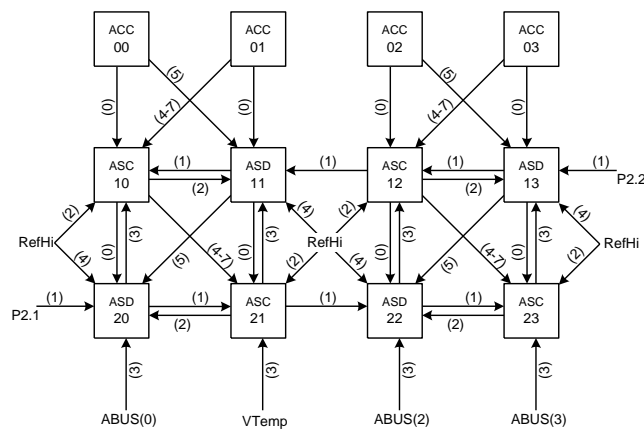 ACC ACC ACC ACC
00 01 02 03
(5) (5)
(0) (4-7) (0) (0) (4-7) (0)
ASC (1) ASD (1) ASC (1) ASD (1)
10 (2) 11 12 (2) 13 P2.2
(2) (4) (2) (4)
RefHi (0) (3) (4-7) (0) (3) RefHi (0) (3) (4-7) (0) (3) RefHi
(4) (5) (2) (4) (5) (2)
(1) ASD (1) ASC (1) ASD (1) ASC
P2.1 20 (2) 21 22 (2) 23
(3) (3) (3) (3)
ABUS(0) VTemp ABUS(2) ABUS(3)